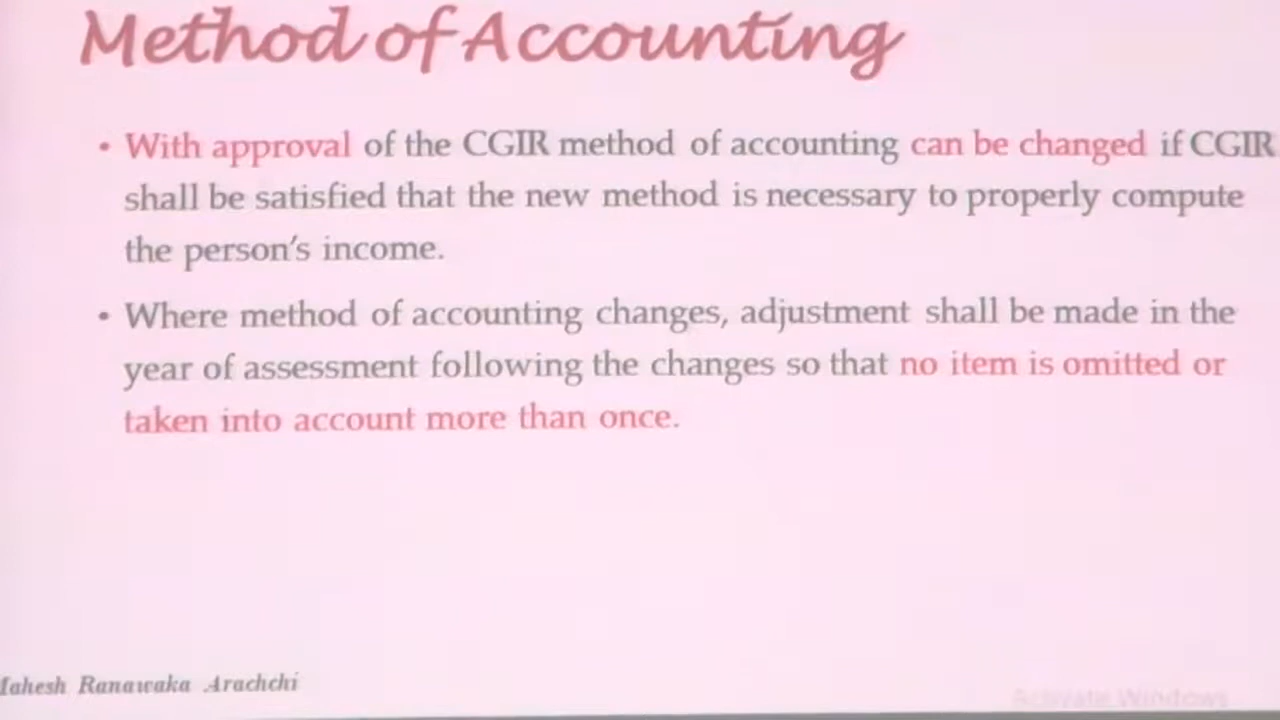 Method of Accounting
• With approval of the CGIR method of accounting can be changed if CGIR
shall be satisfied that the new method is necessary to properly compute
the person's income.
• Where method of accounting changes, adjustment shall be made in the
year of assessment following the changes so that no item is omitted or
taken into account more than once.
Ranawaka Arachchi
Activate Windows